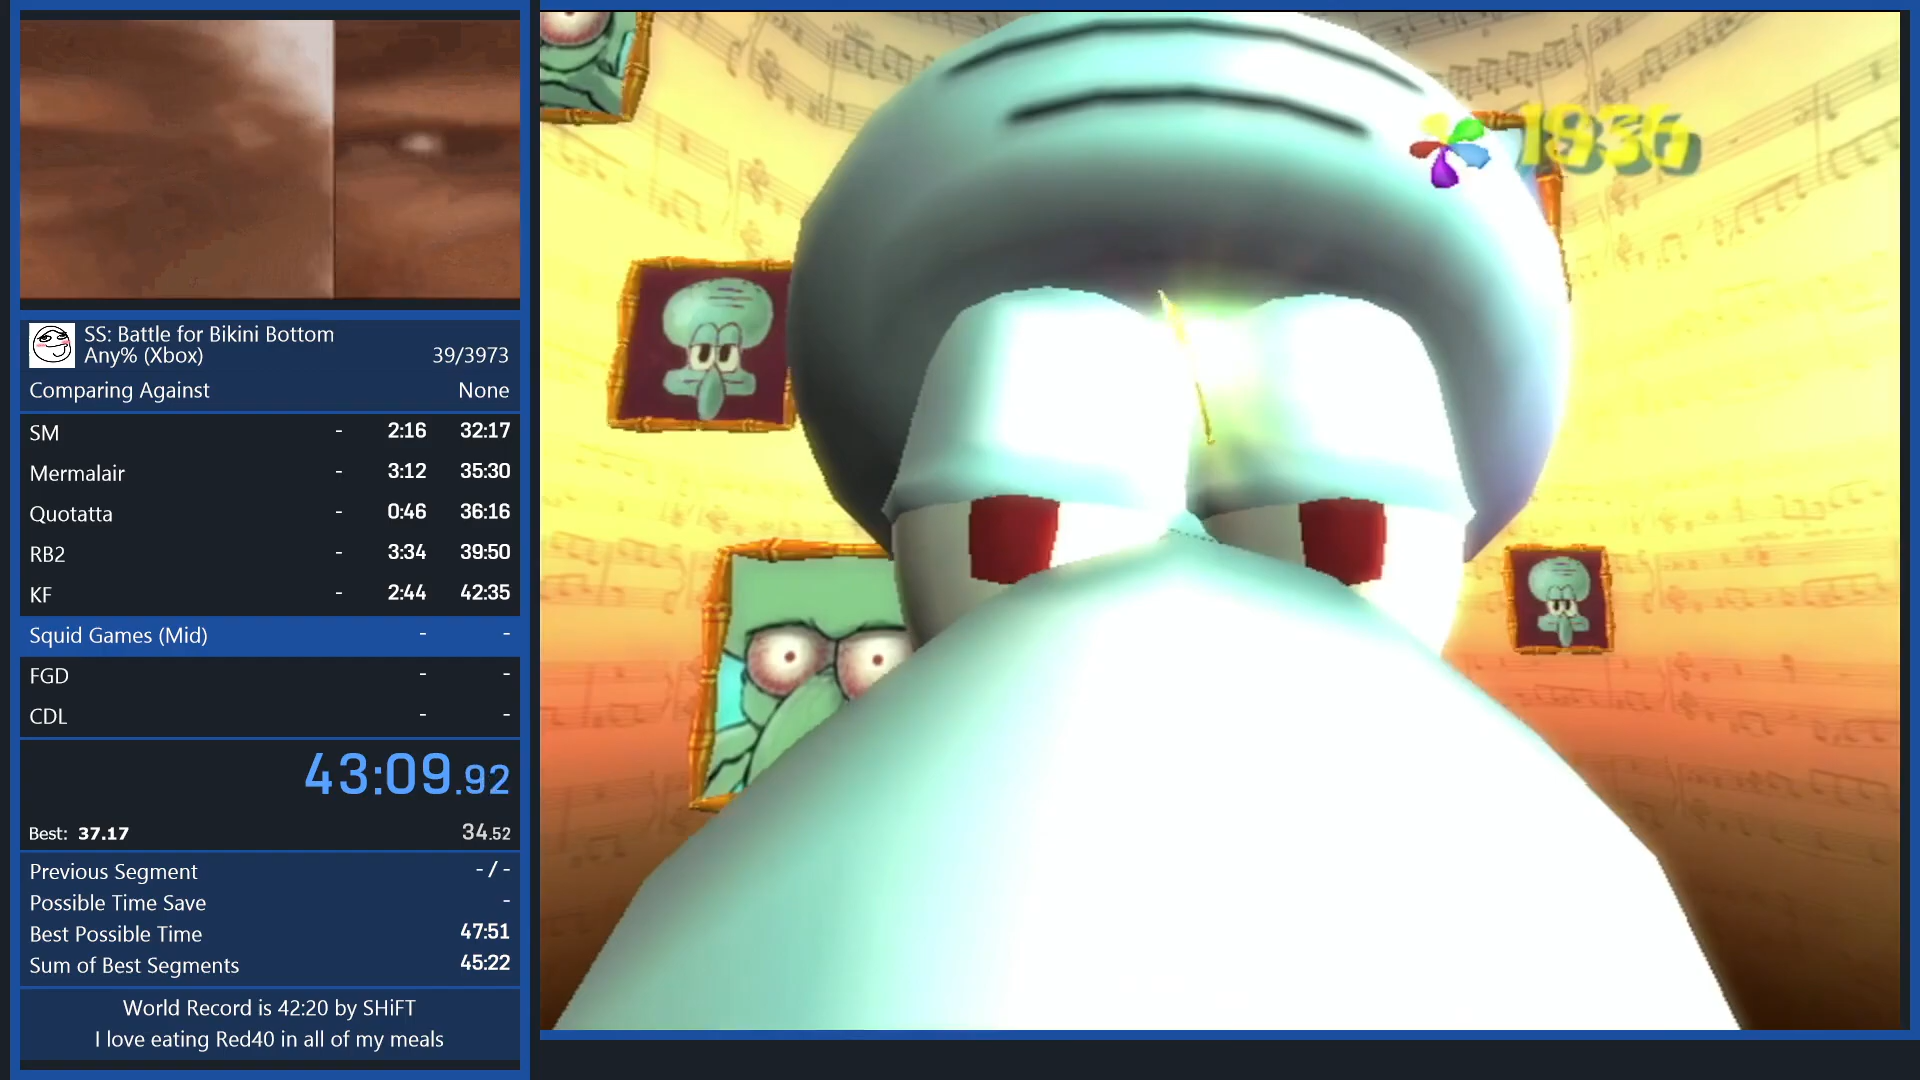 SS: Battle for Bikini Bottom
Any% (Xbox) 39/3973
Comparing Against None
SM - 2:16 32:17
Mermalair - 3:12 35:30
Quotatta - 0:46 36:16
RB2 - 3:34 39:50
KF - 2:44 42:35
Squid Games (Mid) - -
FGD - -
CDL - -
43:09.92
Best: 37.17 34.52
Previous Segment - / -
Possible Time Save -
Best Possible Time 47:51
Sum of Best Segments 45:22
World Record is 42:20 by SHiFT
I love eating Red40 in all of my meals
1936